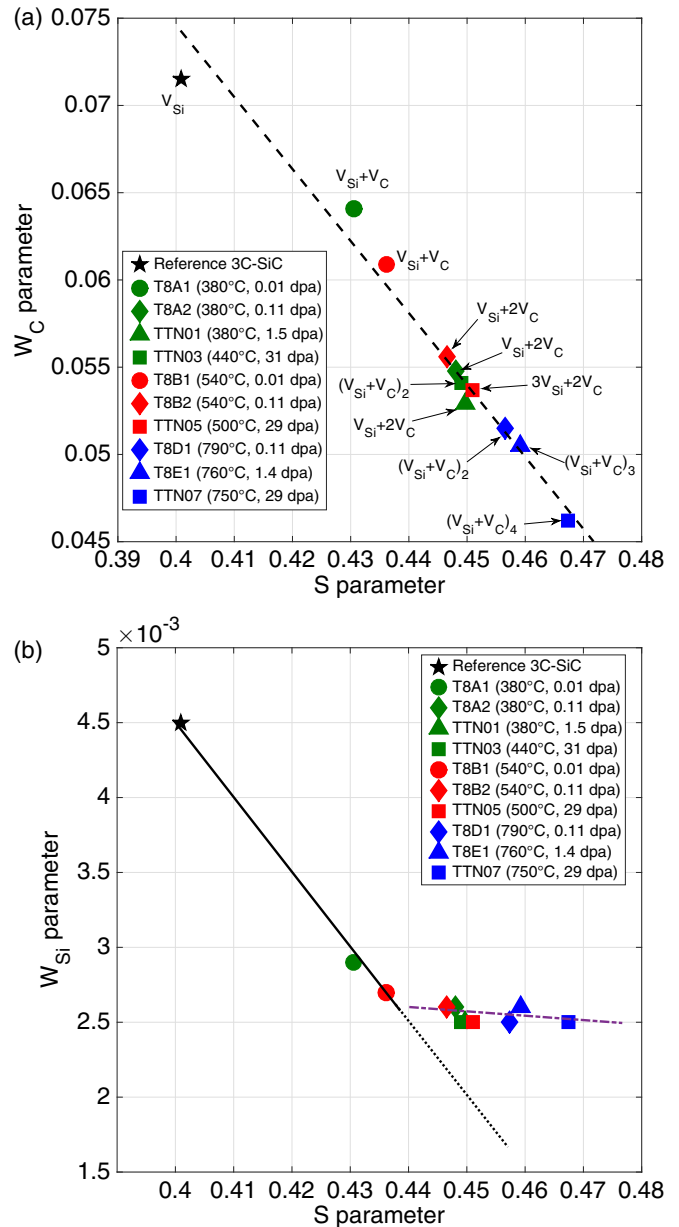 (a)
0.075
0.07
0.065
0.06
0.055
0.05
0.045
W_C parameter
V_Si
V_Si+V_C
V_Si+V_C
V_Si+2V_C
V_Si+2V_C
(V_Si+V_C)_2
3V_Si+2V_C
V_Si+2V_C
(V_Si+V_C)_2
(V_Si+V_C)_3
(V_Si+V_C)_4
Reference 3C-SiC
T8A1 (380°C, 0.01 dpa)
T8A2 (380°C, 0.11 dpa)
TTN01 (380°C, 1.5 dpa)
TTN03 (440°C, 31 dpa)
T8B1 (540°C, 0.01 dpa)
T8B2 (540°C, 0.11 dpa)
TTN05 (500°C, 29 dpa)
T8D1 (790°C, 0.11 dpa)
T8E1 (760°C, 1.4 dpa)
TTN07 (750°C, 29 dpa)
0.39 0.4 0.41 0.42 0.43 0.44 0.45 0.46 0.47 0.48
S parameter
(b)
×10^-3
5
4.5
4
3.5
3
2.5
2
1.5
W_Si parameter
Reference 3C-SiC
T8A1 (380°C, 0.01 dpa)
T8A2 (380°C, 0.11 dpa)
TTN01 (380°C, 1.5 dpa)
TTN03 (440°C, 31 dpa)
T8B1 (540°C, 0.01 dpa)
T8B2 (540°C, 0.11 dpa)
TTN05 (500°C, 29 dpa)
T8D1 (790°C, 0.11 dpa)
T8E1 (760°C, 1.4 dpa)
TTN07 (750°C, 29 dpa)
0.4 0.41 0.42 0.43 0.44 0.45 0.46 0.47 0.48
S parameter